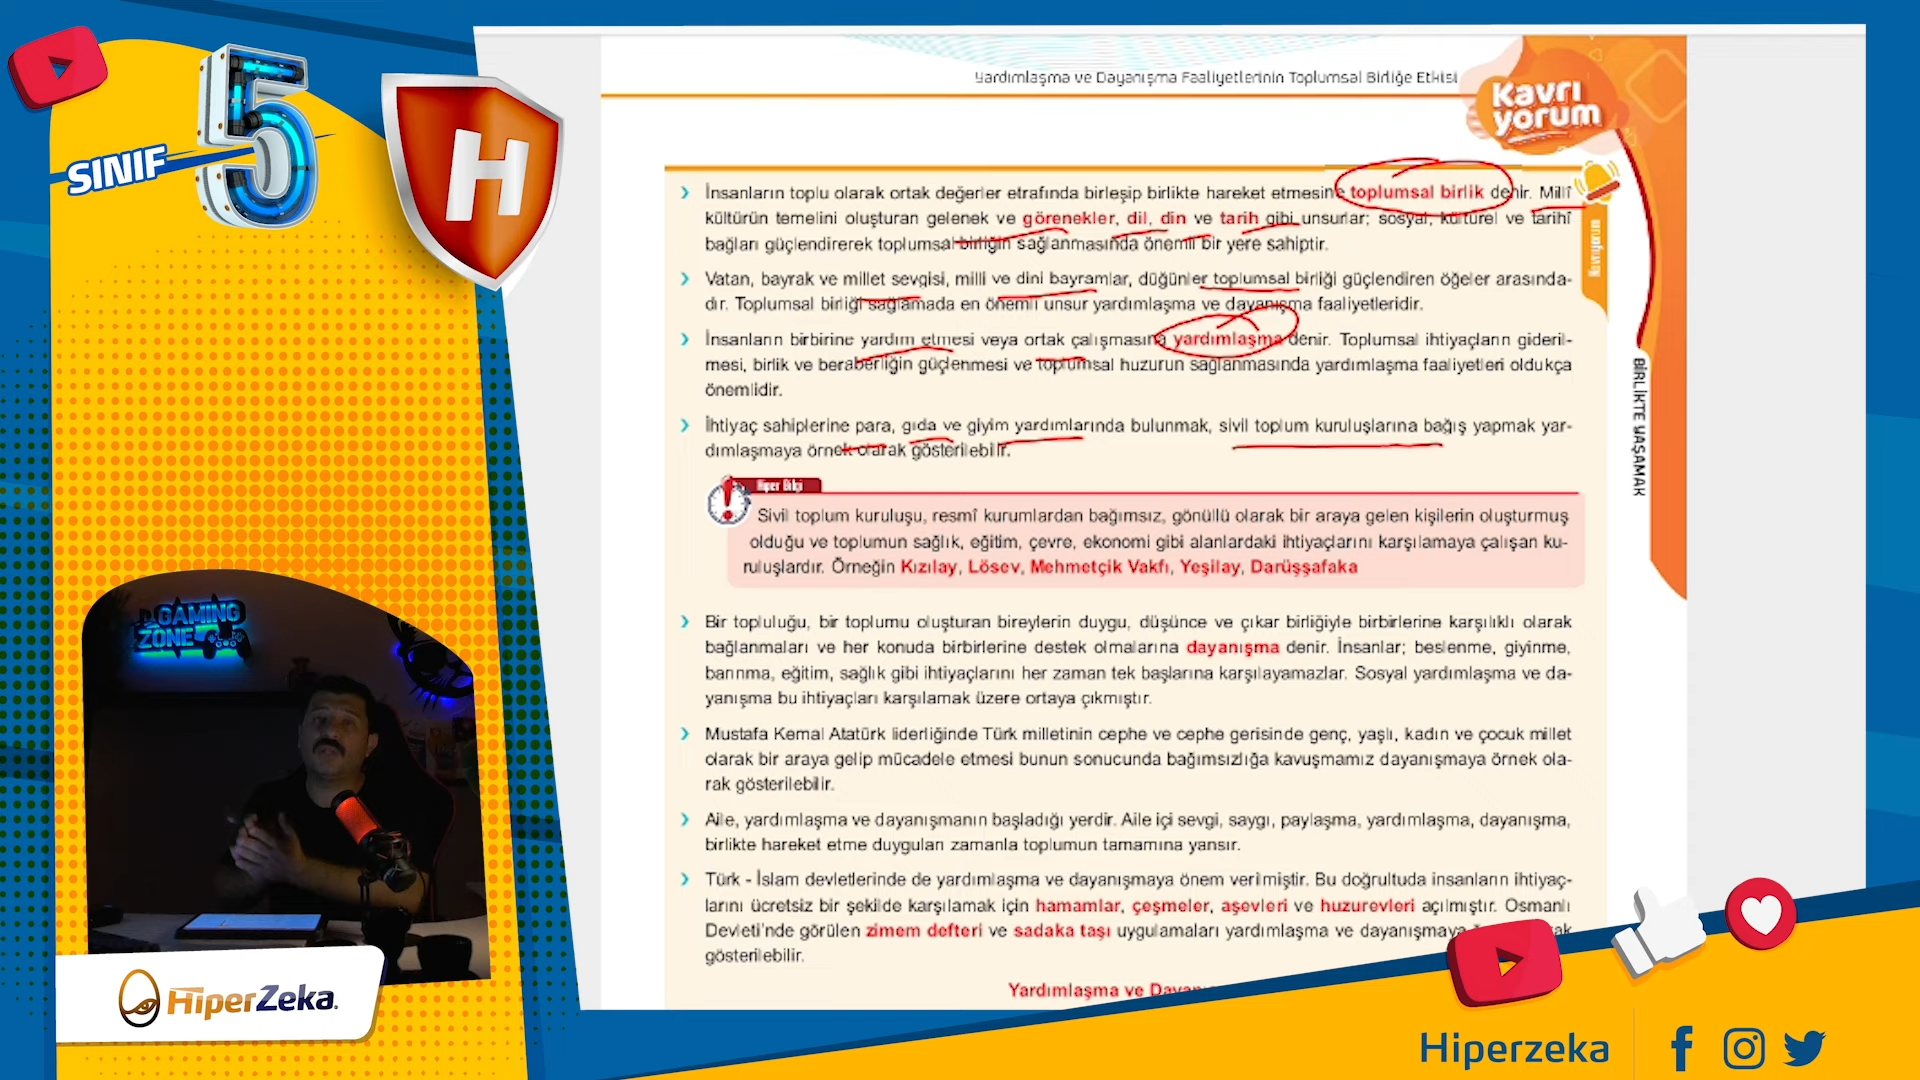 SINIF 5
H
Yardımlaşma ve Dayanışma Faaliyetlerinin Toplumsal Birliğe Etkisi
Kavrı
yorum
İnsanların toplu olarak ortak değerler etrafında birleşip birlikte hareket etmesine toplumsal birlik denir. Millî
kültürün temelini oluşturan gelenek ve görenekler, dil, din ve tarih gibi unsurlar; sosyal, kültürel ve tarihî
bağları güçlendirerek toplumsal birliğin sağlanmasında önemli bir yere sahiptir.
Vatan, bayrak ve millet sevgisi, milli ve dini bayramlar, düğünler toplumsal birliği güçlendiren öğeler arasında-
dır. Toplumsal birliği sağlamada en önemli unsur yardımlaşma ve dayanışma faaliyetleridir.
İnsanların birbirine yardım etmesi veya ortak çalışmasına yardımlaşma denir. Toplumsal ihtiyaçların gideril-
mesi, birlik ve beraberliğin güçlenmesi ve toplumsal huzurun sağlanmasında yardımlaşma faaliyetleri oldukça
önemlidir.
İhtiyaç sahiplerine para, gıda ve giyim yardımlarında bulunmak, sivil toplum kuruluşlarına bağış yapmak yar-
dımlaşmaya örnek olarak gösterilebilir.
Hiper Bilgi
Sivil toplum kuruluşu, resmî kurumlardan bağımsız, gönüllü olarak bir araya gelen kişilerin oluşturmuş
olduğu ve toplumun sağlık, eğitim, çevre, ekonomi gibi alanlardaki ihtiyaçlarını karşılamaya çalışan ku-
ruluşlardır. Örneğin Kızılay, Lösev, Mehmetçik Vakfı, Yeşilay, Darüşşafaka
Bir topluluğu, bir toplumu oluşturan bireylerin duygu, düşünce ve çıkar birliğiyle birbirlerine karşılıklı olarak
bağlanmaları ve her konuda birbirlerine destek olmalarına dayanışma denir. İnsanlar; beslenme, giyinme,
barınma, eğitim, sağlık gibi ihtiyaçlarını her zaman tek başlarına karşılayamazlar. Sosyal yardımlaşma ve da-
yanışma bu ihtiyaçları karşılamak üzere ortaya çıkmıştır.
Mustafa Kemal Atatürk liderliğinde Türk milletinin cephe ve cephe gerisinde genç, yaşlı, kadın ve çocuk millet
olarak bir araya gelip mücadele etmesi bunun sonucunda bağımsızlığa kavuşmamız dayanışmaya örnek ola-
rak gösterilebilir.
Aile, yardımlaşma ve dayanışmanın başladığı yerdir. Aile içi sevgi, saygı, paylaşma, yardımlaşma, dayanışma,
birlikte hareket etme duyguları zamanla toplumun tamamına yansır.
Türk - İslam devletlerinde de yardımlaşma ve dayanışmaya önem verilmiştir. Bu doğrultuda insanların ihtiyaç-
larını ücretsiz bir şekilde karşılamak için hamamlar, çeşmeler, aşevleri ve huzurevleri açılmıştır. Osmanlı
Devleti'nde görülen zimem defteri ve sadaka taşı uygulamaları yardımlaşma ve dayanışmaya
gösterilebilir.
Yardımlaşma ve
Kavrıyorum
BİRLİKTE YAŞAMAK
GAMING
ZONE
HiperZeka
Hiperzeka